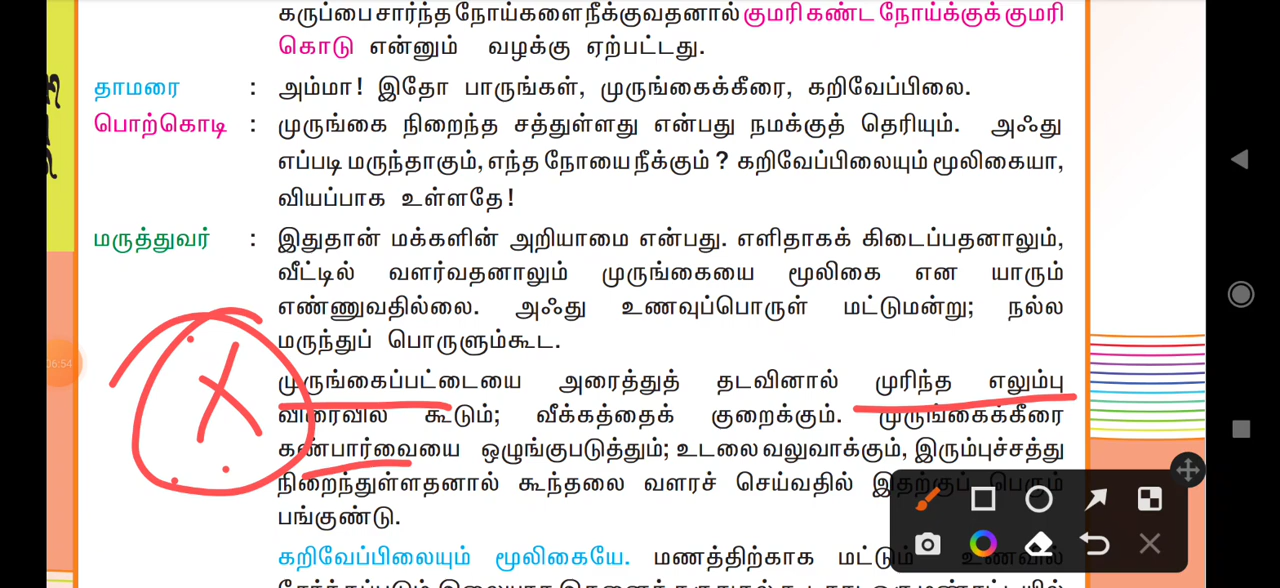 கருப்பை சார்ந்த நோய்களை நீக்குவதனால் குமரி கண்ட நோய்க்குக் குமரி
கொடு என்னும் வழக்கு ஏற்பட்டது.
தாமரை : அம்மா! இதோ பாருங்கள், முருங்கைக்கீரை, கறிவேப்பிலை.
பொற்கொடி : முருங்கை நிறைந்த சத்துள்ளது என்பது நமக்குத் தெரியும். அஃது
எப்படி மருந்தாகும், எந்த நோயை நீக்கும்? கறிவேப்பிலையும் மூலிகையா,
வியப்பாக உள்ளதே!
மருத்துவர் : இதுதான் மக்களின் அறியாமை என்பது. எளிதாகக் கிடைப்பதனாலும்,
வீட்டில் வளர்வதனாலும் முருங்கையை மூலிகை என யாரும்
எண்ணுவதில்லை. அஃது உணவுப்பொருள் மட்டுமன்று; நல்ல
மருந்துப் பொருளும்கூட.
முருங்கைப்பட்டையை அரைத்துத் தடவினால் முரிந்த எலும்பு
விரைவில் கூடும்; வீக்கத்தைக் குறைக்கும். முருங்கைக்கீரை
கண்பார்வையை ஒழுங்குபடுத்தும்; உடலை வலுவாக்கும், இரும்புச்சத்து
நிறைந்துள்ளதனால் கூந்தலை வளரச் செய்வதில் இதற்குப் பெரும்
பங்குண்டு.
கறிவேப்பிலையும் மூலிகையே. மணத்திற்காக மட்டும் உணவில்
06:54